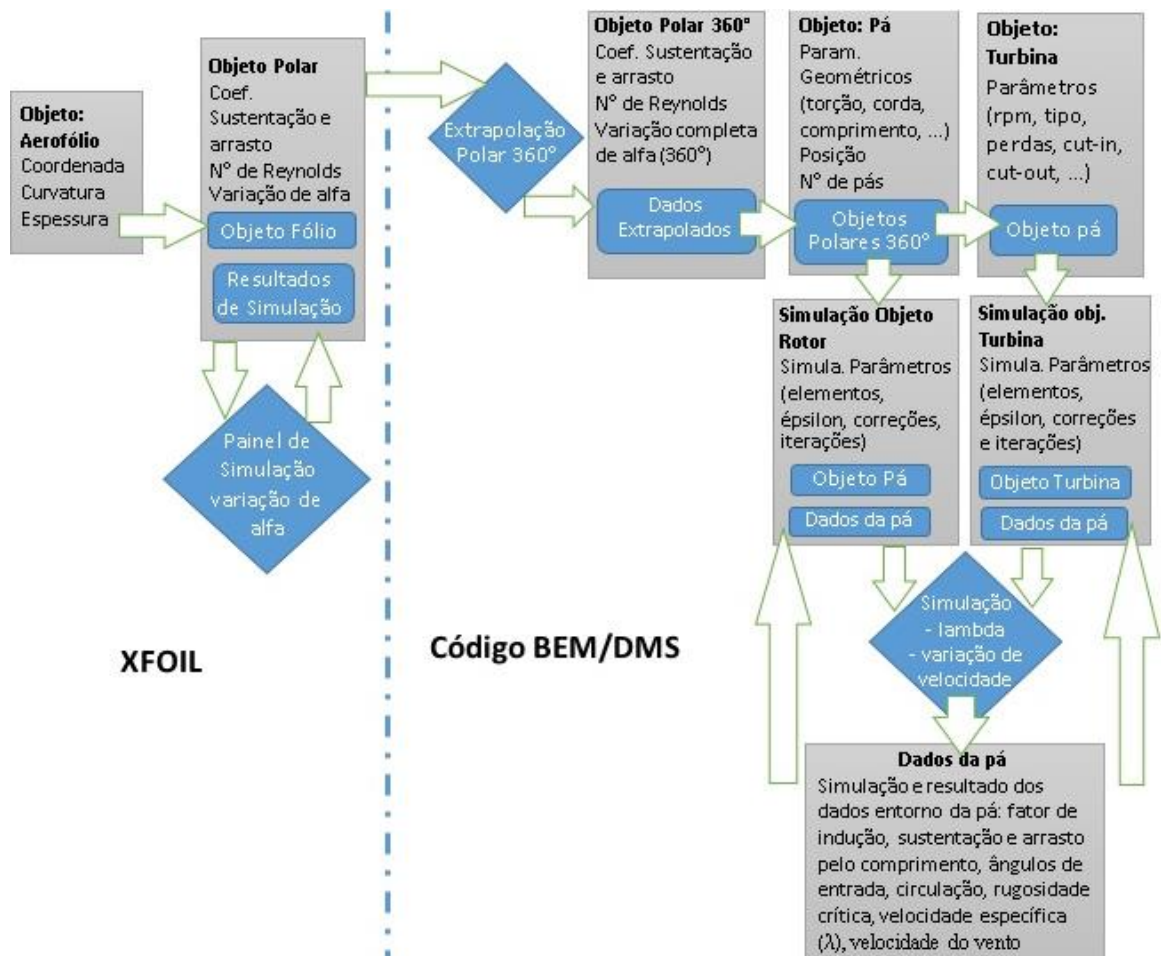 Objeto:
Aerofólio
Coordenada
Curvatura
Espessura
Objeto Polar
Coef.
Sustentação e
arrasto
N° de Reynolds
Variação de alfa
Objeto Fólio
Resultados
de Simulação
Painel de
Simulação
variação de
alfa
XFOIL
Extrapolação
Polar 360°
Objeto Polar 360°
Coef. Sustentação
e arrasto
N° de Reynolds
Variação completa
de alfa (360°)
Dados
Extrapolados
Objeto: Pá
Param.
Geométricos
(torção, corda,
comprimento, ...)
Posição
N° de pás
Objetos
Polares 360°
Objeto:
Turbina
Parâmetros
(rpm, tipo,
perdas, cut-in,
cut-out, ...)
Objeto pá
Simulação Objeto
Rotor
Simula. Parâmetros
(elementos,
épsilon, correções,
iterações)
Objeto Pá
Dados da pá
Simulação obj.
Turbina
Simula. Parâmetros
(elementos,
épsilon, correções
e iterações)
Objeto Turbina
Dados da pá
Simulação
- lambda
- variação de
velocidade
Código BEM/DMS
Dados da pá
Simulação e resultado dos
dados entorno da pá: fator de
indução, sustentação e arrasto
pelo comprimento, ângulos de
entrada, circulação, rugosidade
crítica, velocidade específica
(λ), velocidade do vento